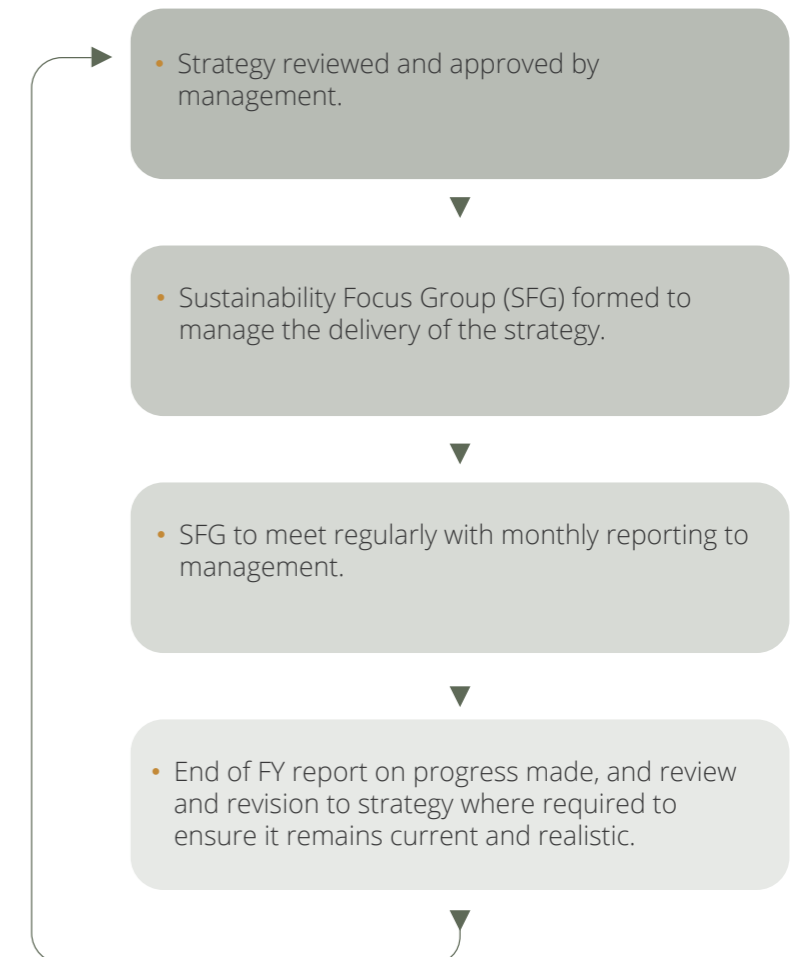 • Strategy reviewed and approved by
management.
• Sustainability Focus Group (SFG) formed to
manage the delivery of the strategy.
• SFG to meet regularly with monthly reporting to
management.
• End of FY report on progress made, and review
and revision to strategy where required to
ensure it remains current and realistic.